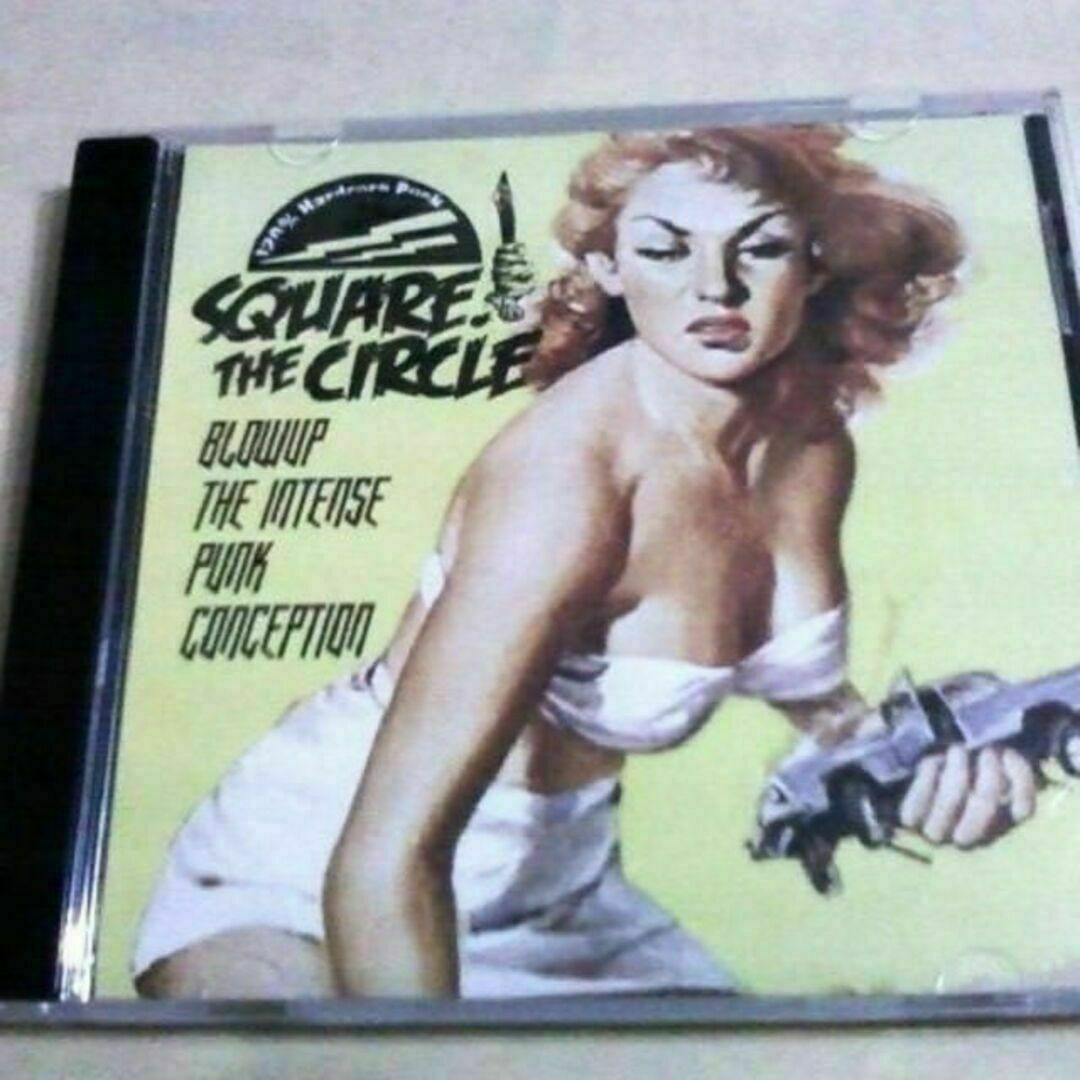 120% Hardcore Punk
SQUARE.
THE CIRCLE
BLOWUP
THE INTENSE
PUNK
CONCEPTION